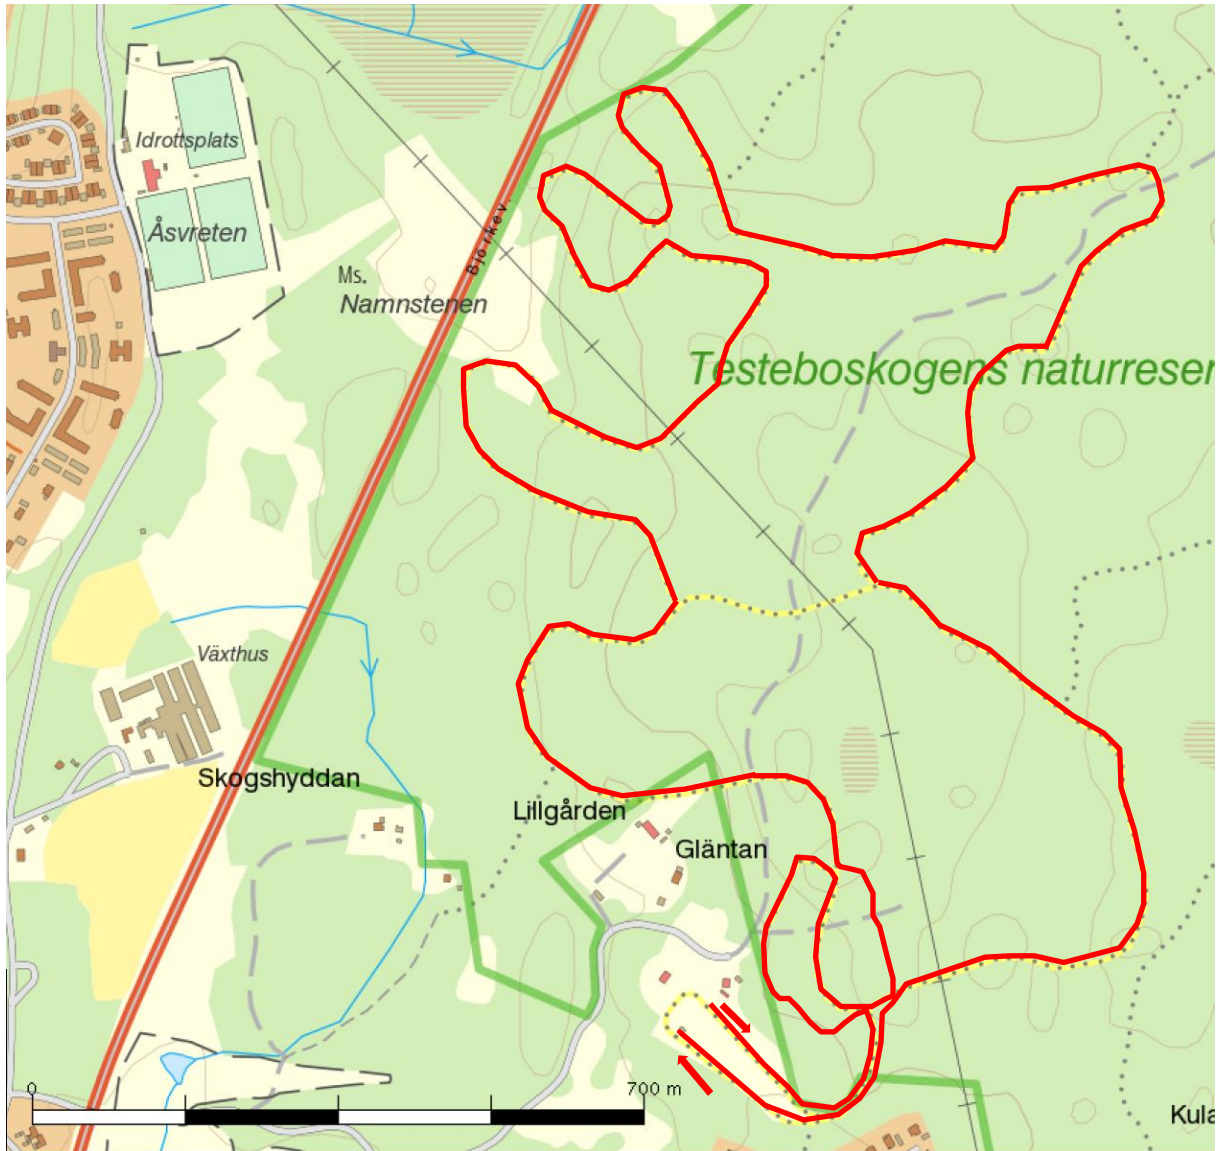 Idrottsplats
Åsvreten
Björkev.
Ms.
Namnstenen
Testeboskogens naturreser
Växthus
Skogshyddan
Lillgården
Gläntan
0
700 m
Kula